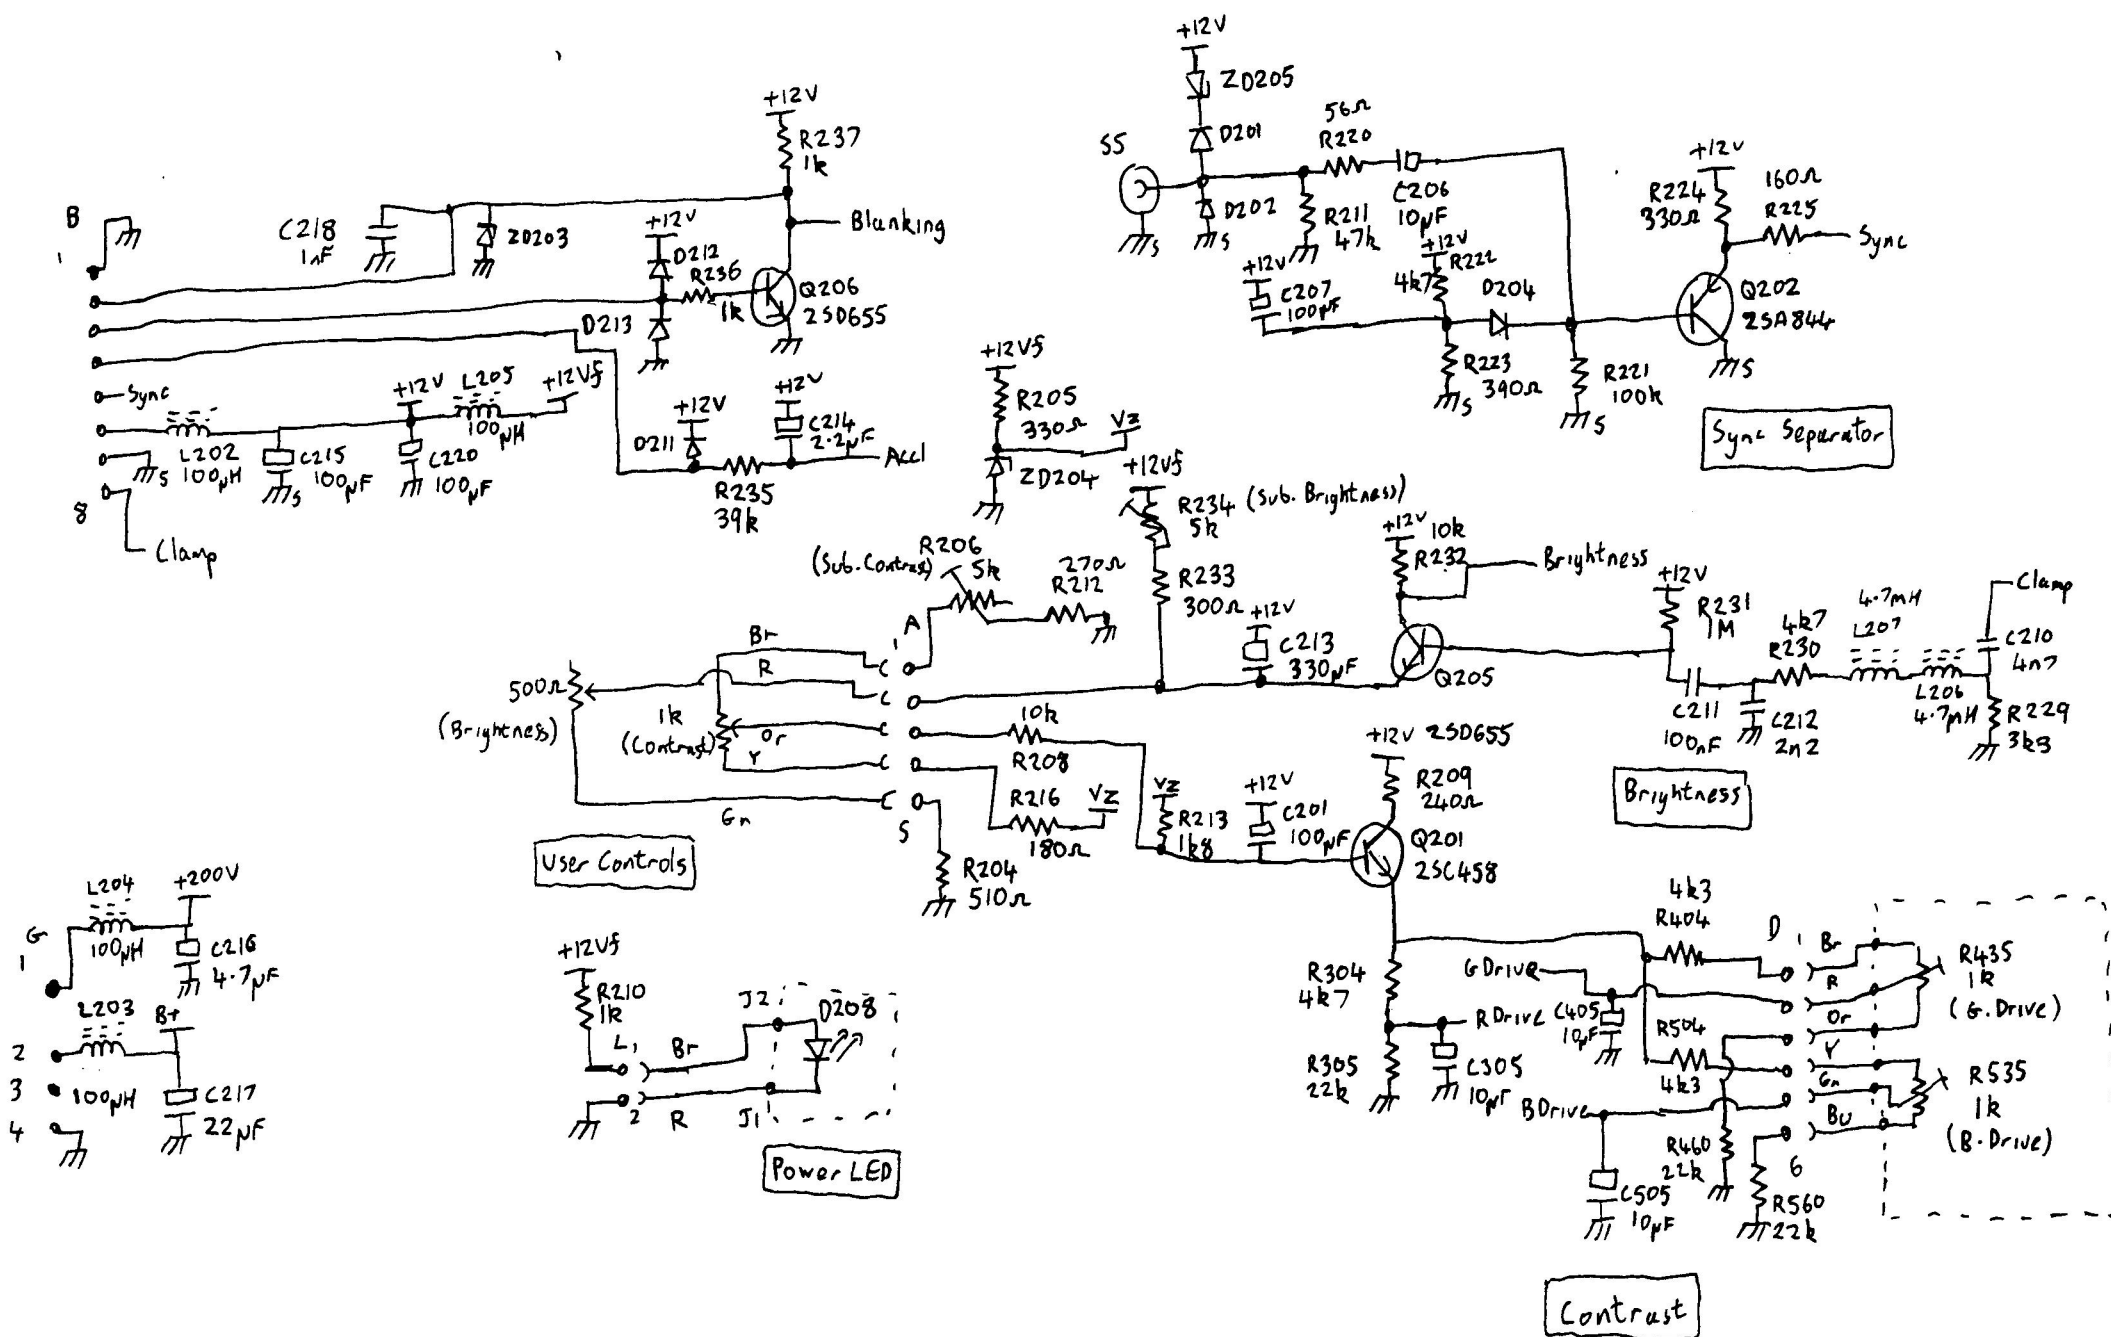 +12V
R237
1k
B
1
C218
1nF
ZD203
+12V
D212
R236
1k
Blanking
Q206
2SD655
D213
Sync
L202
100µH
C215
100µF
+12V
C220
100µF
L205
100µH
+12Vf
8
Clamp
+12V
D211
R235
39k
+12V
C214
2.2µF
Accl
+12V
ZD205
D201
SS
D202
S
S
56Ω
R220
C206
10µF
R211
47k
+12V
C207
100µF
+12V
R222
4k7
D204
R223
390Ω
S
R221
100k
S
+12V
R224
330Ω
160Ω
R225
Sync
Q202
2SA844
S
Sync Separator
S
S
+12Vf
R205
330Ω
VZ
ZD204
+12Vf
R234 (Sub. Brightness)
5k
R233
300Ω
R206
5k
(Sub. Contrast)
270Ω
R212
A
1
Br
R
Or
Y
Gn
5
500Ω
(Brightness)
1k
(Contrast)
User Controls
10k
R208
R216
180Ω
VZ
R204
510Ω
+12V
C213
330µF
+12V
10k
R232
Brightness
Q205
2SD655
+12V
R231
1M
C211
100nF
C212
2n2
4k7
R230
4.7mH
L207
L206
4.7mH
Clamp
C210
4n7
R229
3k3
Brightness
VZ
R213
1k8
+12V
C201
100µF
+12V
R209
240Ω
Q201
2SC458
G
1
L204
100µH
+200V
C216
4.7µF
2
3
4
L203
100µH
B+
C217
22µF
+12Vf
R210
1k
L
1
2
Br
R
J2
J1
D208
Power LED
R304
4k7
R305
22k
R Drive
C305
10µF
G Drive
C405
10µF
4k3
R404
R504
4k3
B Drive
C505
10µF
R460
22k
R560
22k
D
1
6
Br
R
Or
Y
Gn
Bu
R435
1k
(G. Drive)
R535
1k
(B. Drive)
Contrast